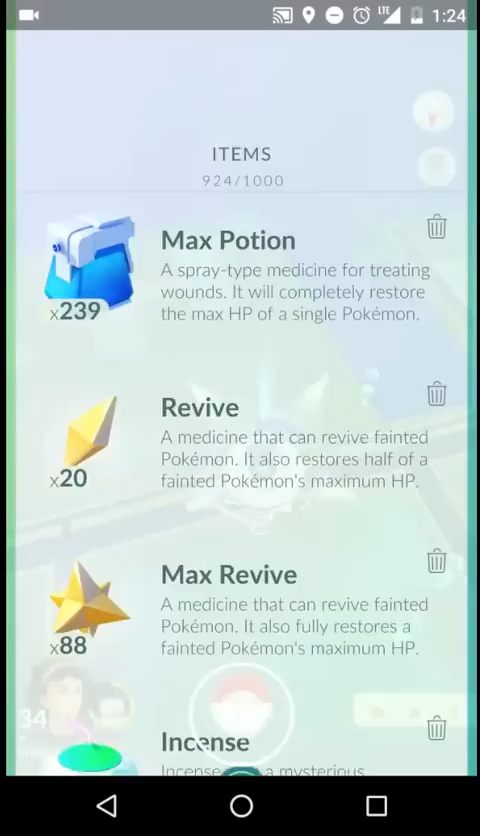 LTE 1:24
ITEMS
924/1000
Max Potion
A spray-type medicine for treating
wounds. It will completely restore
the max HP of a single Pokémon.
x239
Revive
A medicine that can revive fainted
Pokémon. It also restores half of a
fainted Pokémon's maximum HP.
x20
Max Revive
A medicine that can revive fainted
Pokémon. It also fully restores a
fainted Pokémon's maximum HP.
x88
34
Incense
Incense a mysterious